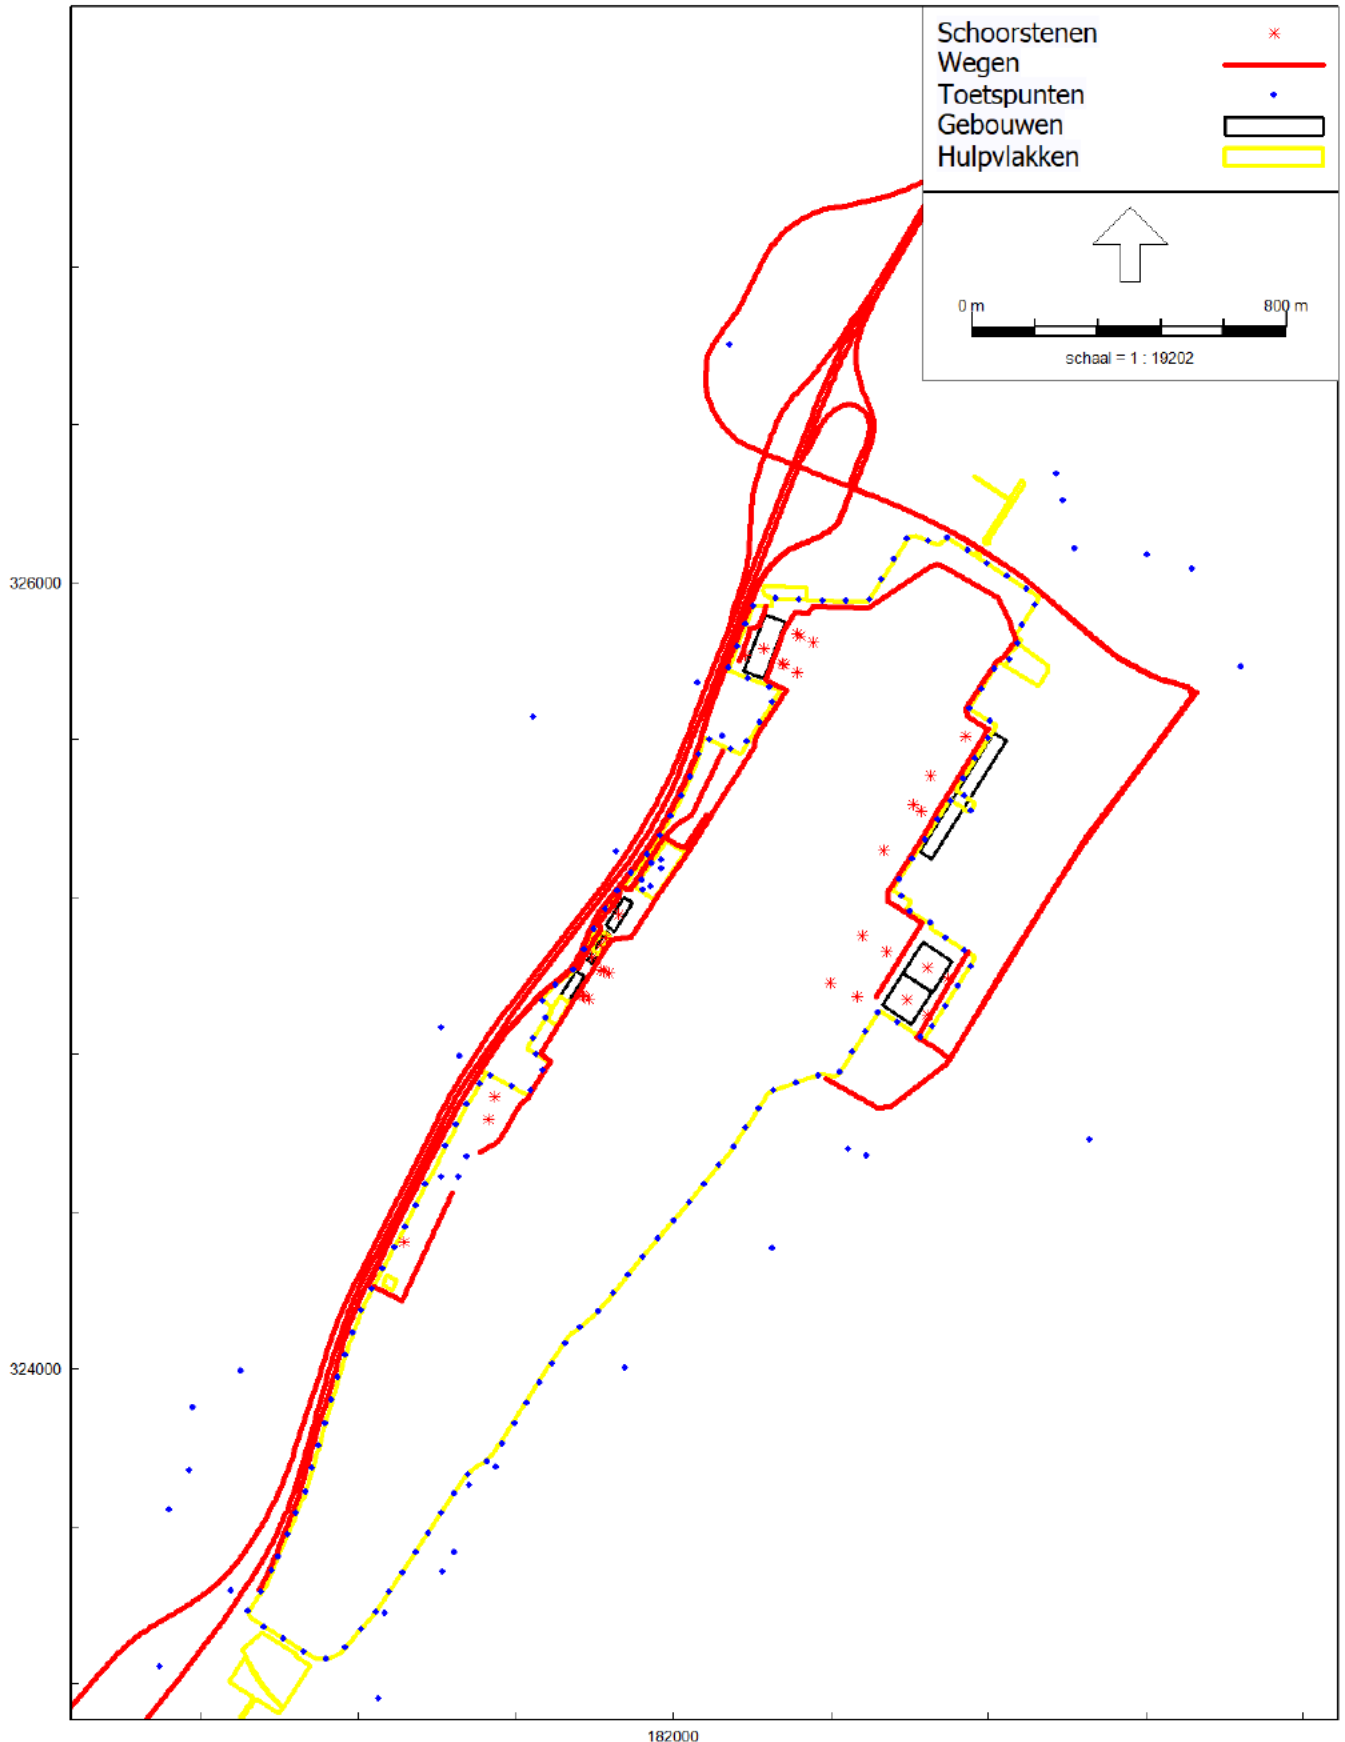 Schoorstenen
Wegen
Toetspunten
Gebouwen
Hulpvlakken
0 m 800 m
schaal = 1 : 19202
326000
324000
182000